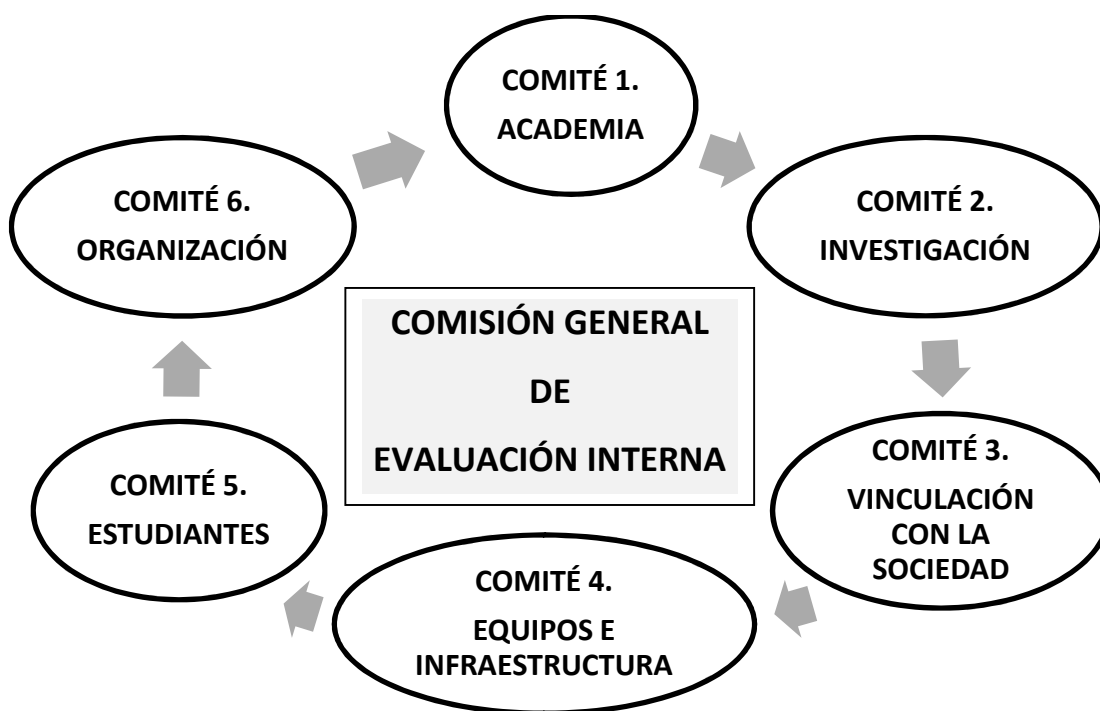 COMITÉ 1.
ACADEMIA
COMITÉ 2.
INVESTIGACIÓN
COMITÉ 3.
VINCULACIÓN
CON LA
SOCIEDAD
COMITÉ 4.
EQUIPOS E
INFRAESTRUCTURA
COMITÉ 5.
ESTUDIANTES
COMITÉ 6.
ORGANIZACIÓN
COMISIÓN GENERAL
DE
EVALUACIÓN INTERNA